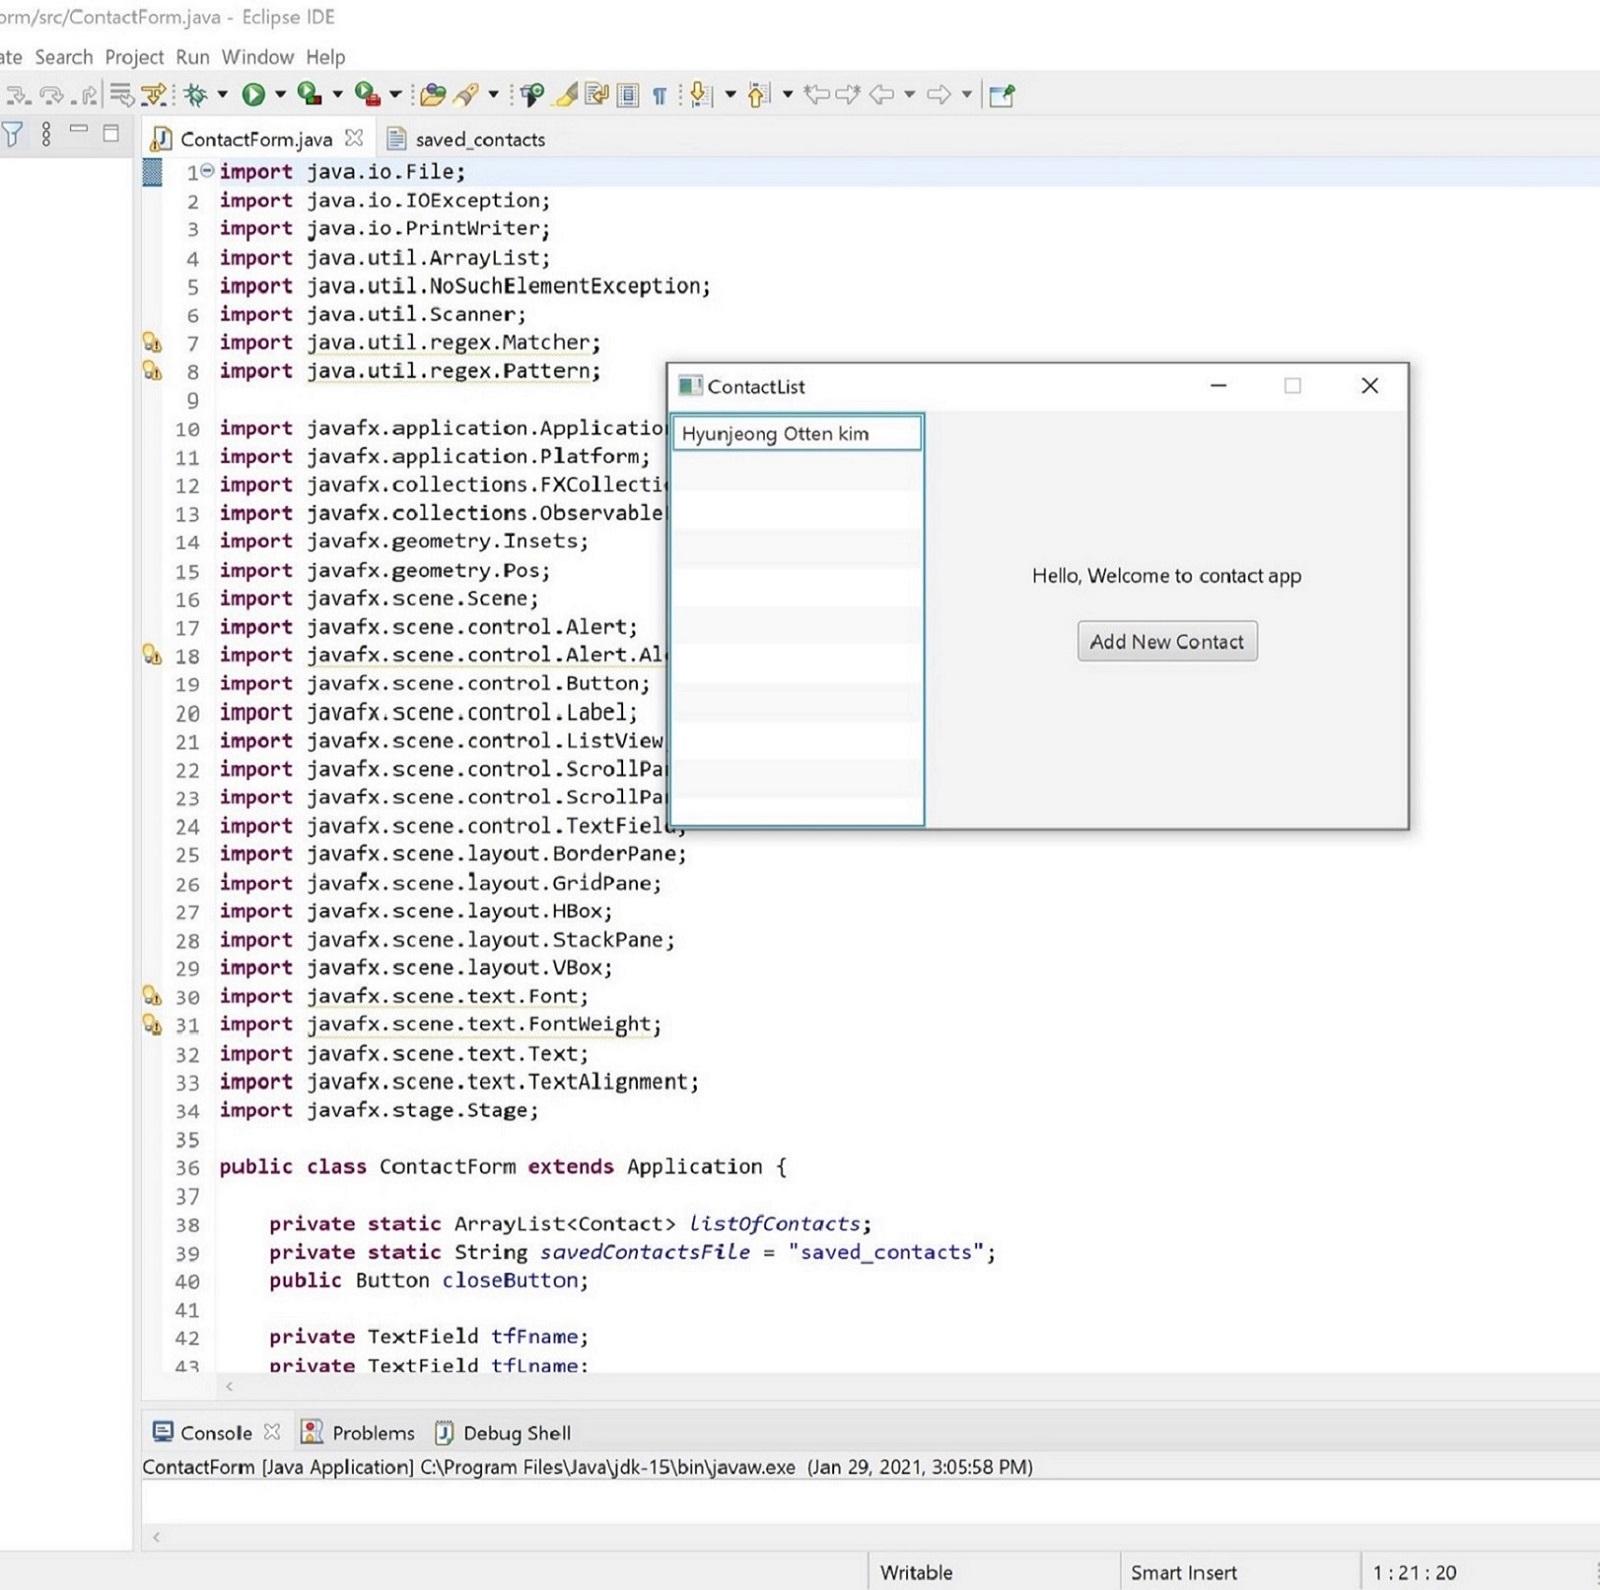 orm/src/ContactForm.java - Eclipse IDE
ate Search Project Run Window Help
ContactForm.java saved_contacts
1 import java.io.File;
2 import java.io.IOException;
3 import java.io.PrintWriter;
4 import java.util.ArrayList;
5 import java.util.NoSuchElementException;
6 import java.util.Scanner;
7 import java.util.regex.Matcher;
8 import java.util.regex.Pattern;
9
10 import javafx.application.Applicatio
11 import javafx.application.Platform;
12 import javafx.collections.FXCollecti
13 import javafx.collections.Observable
14 import javafx.geometry.Insets;
15 import javafx.geometry.Pos;
16 import javafx.scene.Scene;
17 import javafx.scene.control.Alert;
18 import javafx.scene.control.Alert.Al
19 import javafx.scene.control.Button;
20 import javafx.scene.control.Label;
21 import javafx.scene.control.ListView
22 import javafx.scene.control.ScrollPa
23 import javafx.scene.control.ScrollPa
24 import javafx.scene.control.TextField;
25 import javafx.scene.layout.BorderPane;
26 import javafx.scene.layout.GridPane;
27 import javafx.scene.layout.HBox;
28 import javafx.scene.layout.StackPane;
29 import javafx.scene.layout.VBox;
30 import javafx.scene.text.Font;
31 import javafx.scene.text.FontWeight;
32 import javafx.scene.text.Text;
33 import javafx.scene.text.TextAlignment;
34 import javafx.stage.Stage;
35
36 public class ContactForm extends Application {
37
38 private static ArrayList<Contact> listOfContacts;
39 private static String savedContactsFile = "saved_contacts";
40 public Button closeButton;
41
42 private TextField tfFname;
43 private TextField tfLname;
ContactList
Hyunjeong Otten kim
Hello, Welcome to contact app
Add New Contact
Console Problems Debug Shell
ContactForm [Java Application] C:\Program Files\Java\jdk-15\bin\javaw.exe (Jan 29, 2021, 3:05:58 PM)
Writable Smart Insert 1 : 21 : 20